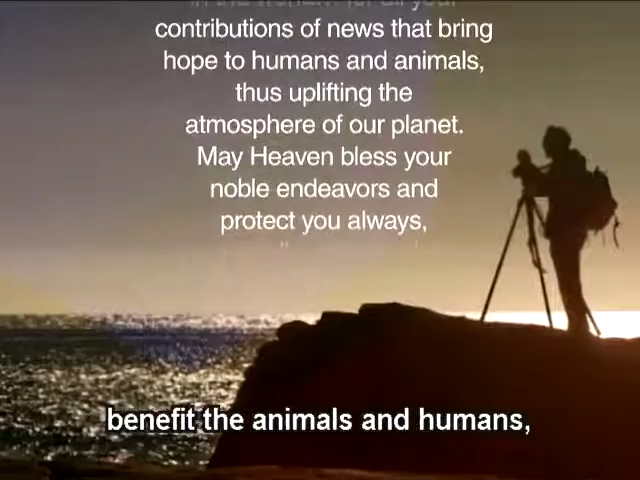 contributions of news that bring
hope to humans and animals,
thus uplifting the
atmosphere of our planet.
May Heaven bless your
noble endeavors and
protect you always,
benefit the animals and humans,